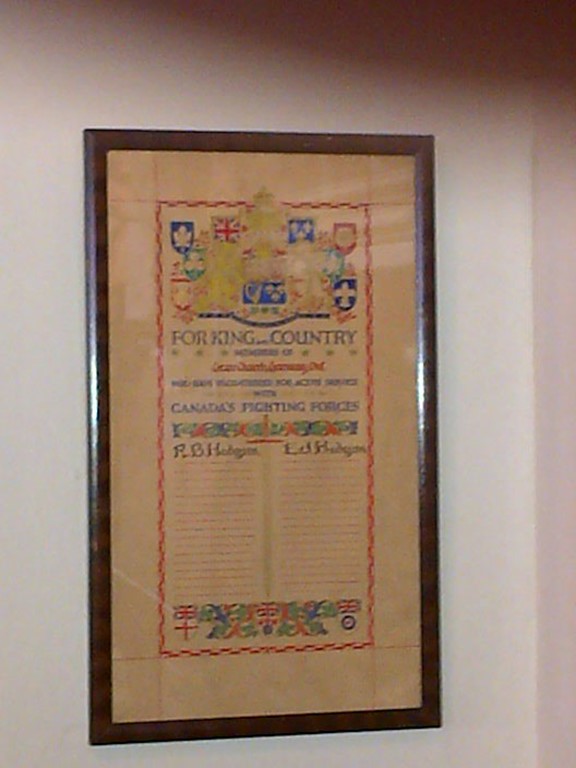 FOR KING AND COUNTRY
MEMBERS OF
WHO HAVE VOLUNTEERED FOR ACTIVE SERVICE
WITH
CANADA'S FIGHTING FORCES
R.B. Hodgson E.J. Hodgson